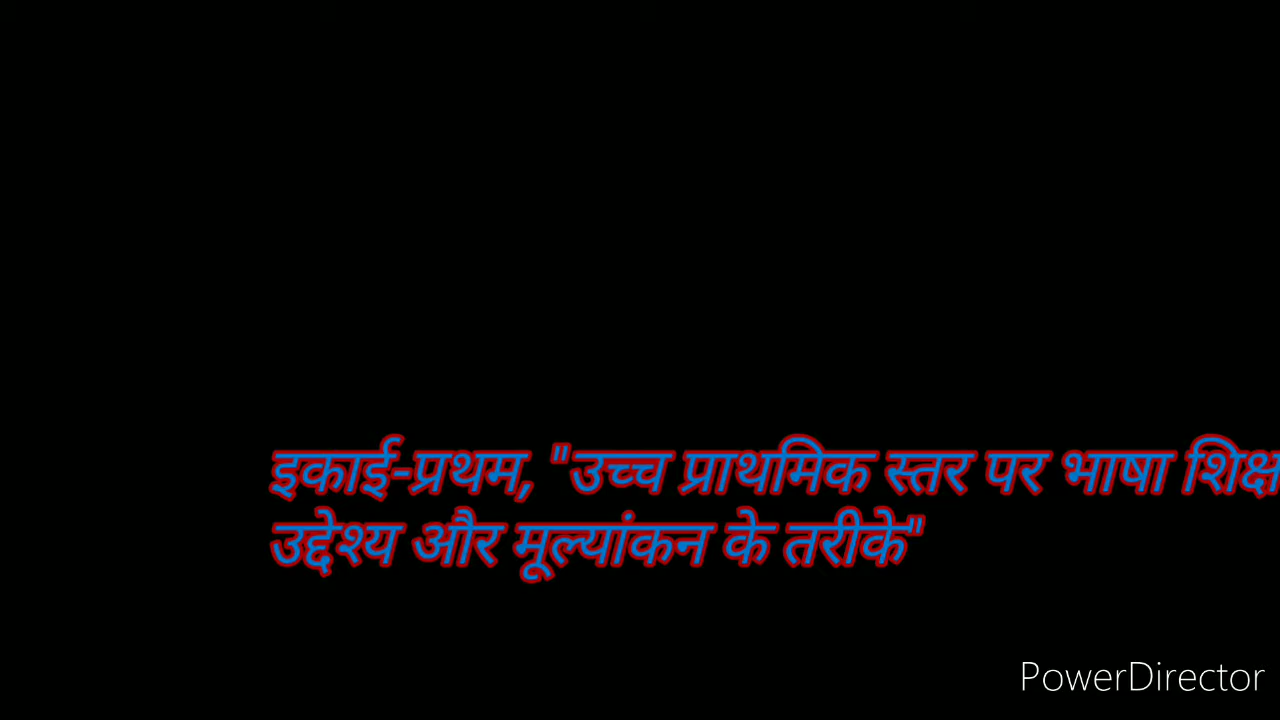 इकाई-प्रथम, "उच्च प्राथमिक स्तर पर भाषा
उद्देश्य और मूल्यांकन के तरीके"
PowerDirector